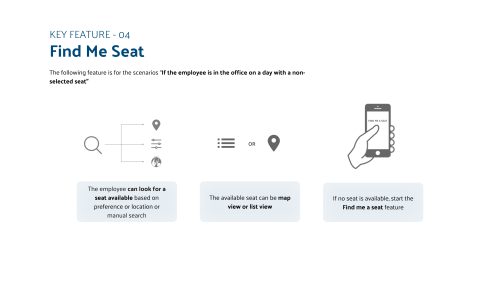 KEY FEATURE - 04
Find Me Seat
The following feature is for the scenarios "If the employee is in the office on a day with a non-
selected seat"
OR
FIND ME A SEAT
The employee can look for a
seat available based on
preference or location or
manual search
The available seat can be map
view or list view
If no seat is available, start the
Find me a seat feature